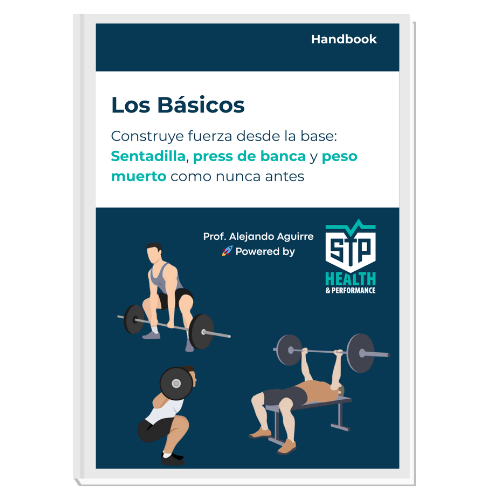 Handbook
Los Básicos
Construye fuerza desde la base:
Sentadilla, press de banca y peso
muerto como nunca antes
Prof. Alejando Aguirre
🚀 Powered by
STP
HEALTH
& PERFORMANCE